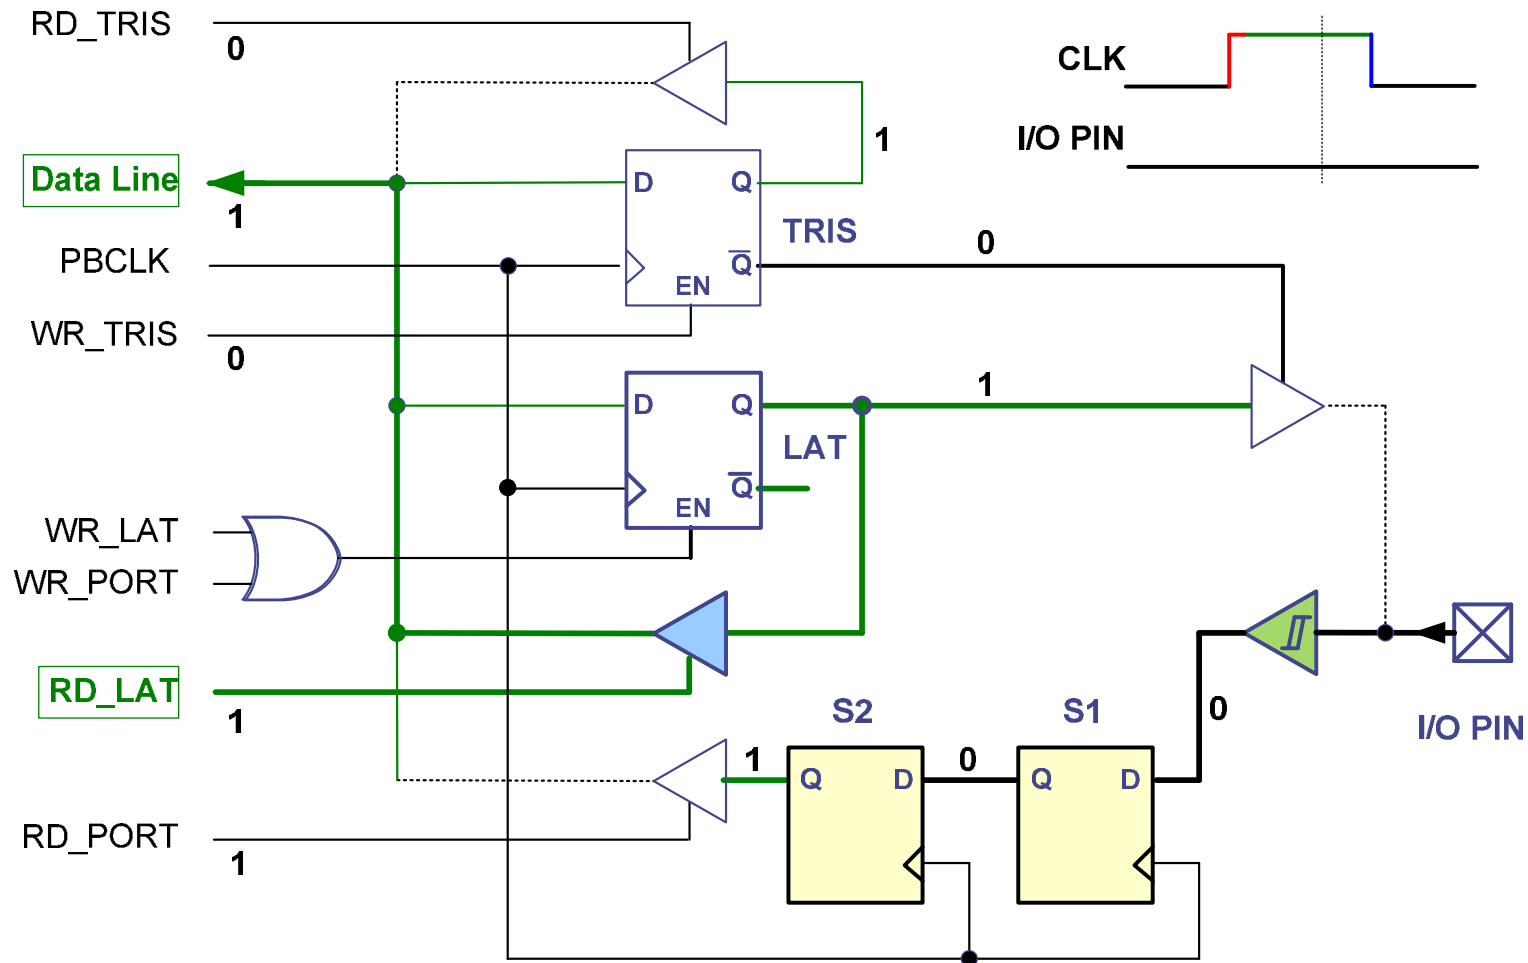 RD_TRIS
0
CLK
I/O PIN
1
Data Line
1
D
Q
TRIS
PBCLK
Q
EN
0
WR_TRIS
0
D
Q
1
LAT
Q
EN
WR_LAT
WR_PORT
RD_LAT
1
S2
S1
0
I/O PIN
1
Q
D
0
Q
D
RD_PORT
1